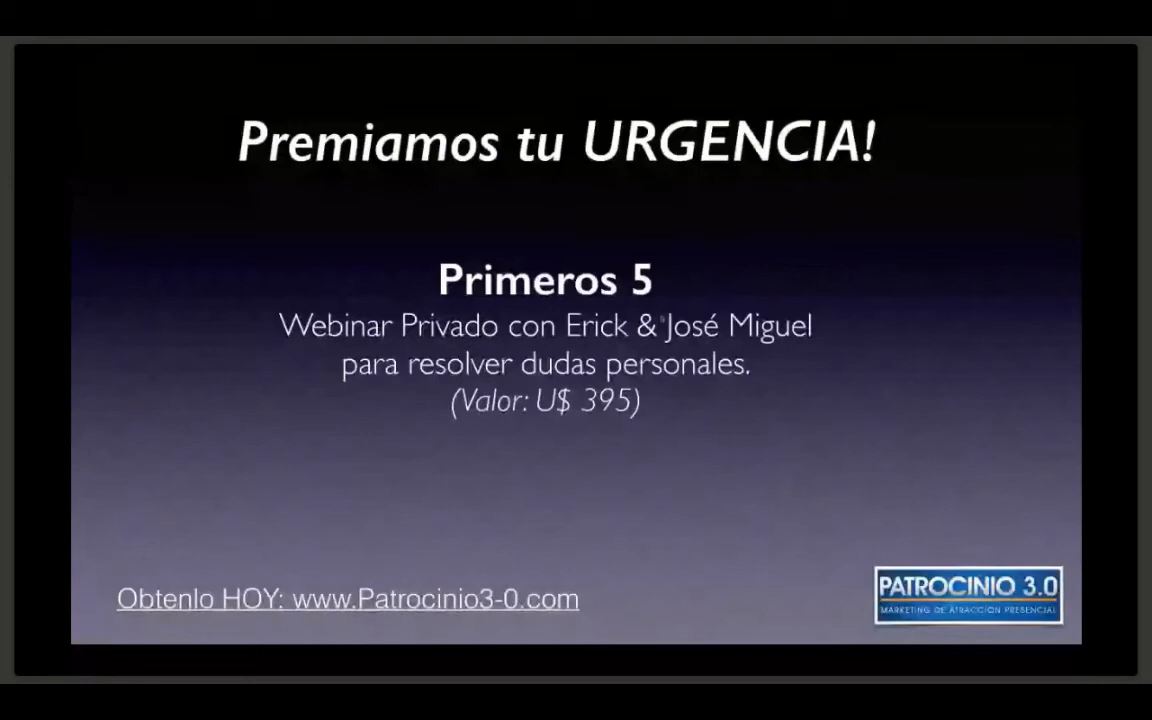 Premiamos tu URGENCIA!
Primeros 5
Webinar Privado con Erick & José Miguel
para resolver dudas personales.
(Valor: U$ 395)
Obtenlo HOY: www.Patrocinio3-0.com
PATROCINIO 3.0
MARKETING DE ATRACCION PRESENCIAL